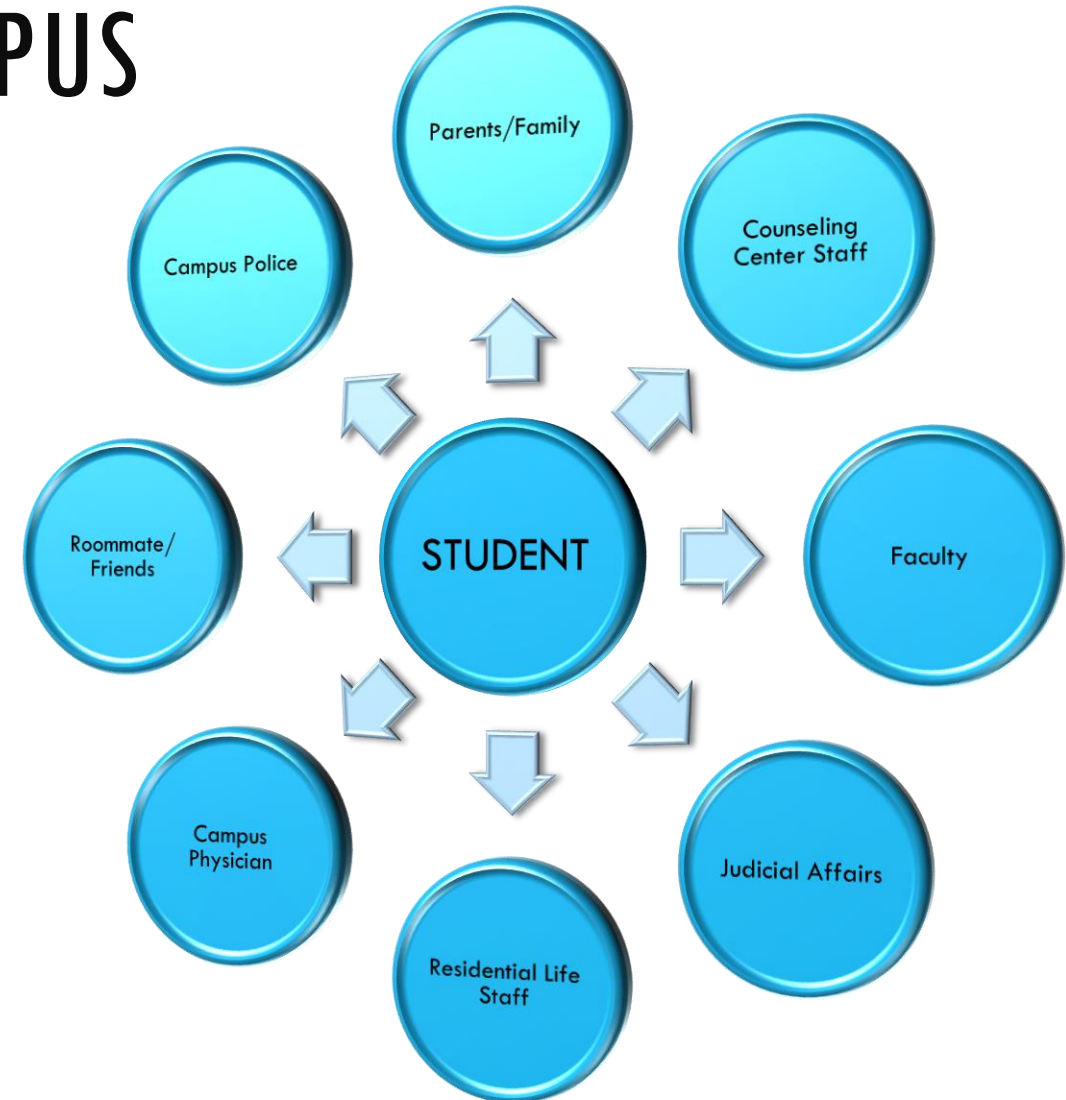 PUS
Parents/Family
Counseling
Center Staff
Campus Police
STUDENT
Roommate/
Friends
Faculty
Campus
Physician
Judicial Affairs
Residential Life
Staff